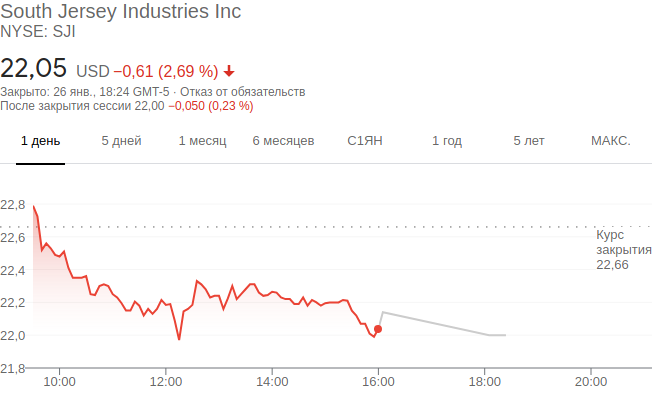 South Jersey Industries Inc
NYSE: SJI
22,05 USD −0,61 (2,69 %)
Закрыто: 26 янв., 18:24 GMT-5 · Отказ от обязательств
После закрытия сессии 22,00 −0,050 (0,23 %)
1 день 5 дней 1 месяц 6 месяцев С1ЯН 1 год 5 лет МАКС.
22,8
22,6
22,4
22,2
22,0
21,8
Курс
закрытия
22,66
10:00 12:00 14:00 16:00 18:00 20:00